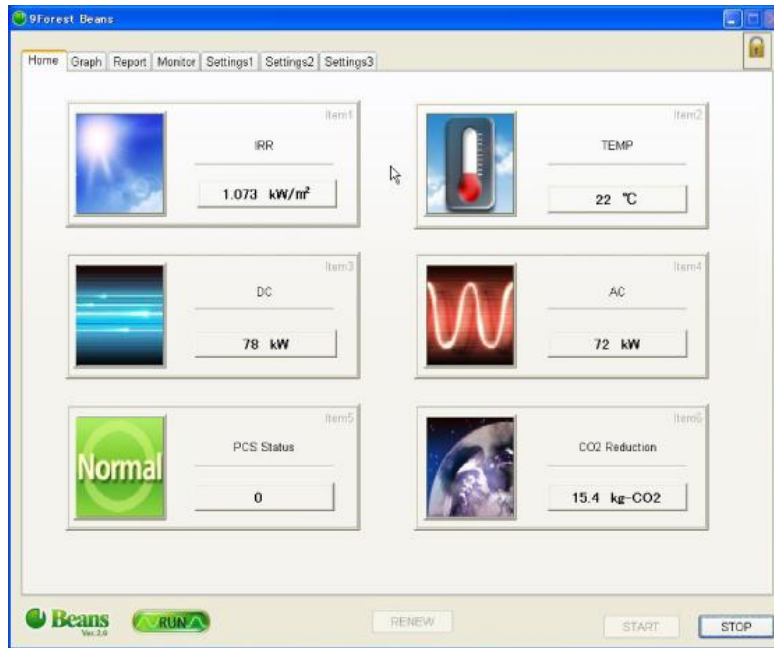 9Forest Beans
Home Graph Report Monitor Settings1 Settings2 Settings3
Item1
IRR
1.073 kW/m²
Item2
TEMP
22 ℃
Item3
DC
78 kW
Item4
AC
72 kW
Item5
Normal
PCS Status
0
Item6
CO2 Reduction
15.4 kg-CO2
Beans
Ver.2.0
RUN
RENEW
START
STOP